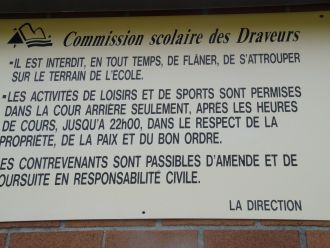 Commission scolaire des Draveurs
▪IL EST INTERDIT, EN TOUT TEMPS, DE FLÂNER, DE S'ATTROUPER
SUR LE TERRAIN DE L'ÉCOLE.
▪LES ACTIVITÉS DE LOISIRS ET DE SPORTS SONT PERMISES
DANS LA COUR ARRIÈRE SEULEMENT, APRÈS LES HEURES
DE COURS, JUSQU'À 22h00, DANS LE RESPECT DE LA
PROPRIÉTÉ, DE LA PAIX ET DU BON ORDRE.
LES CONTREVENANTS SONT PASSIBLES D'AMENDE ET DE
POURSUITE EN RESPONSABILITÉ CIVILE.
LA DIRECTION